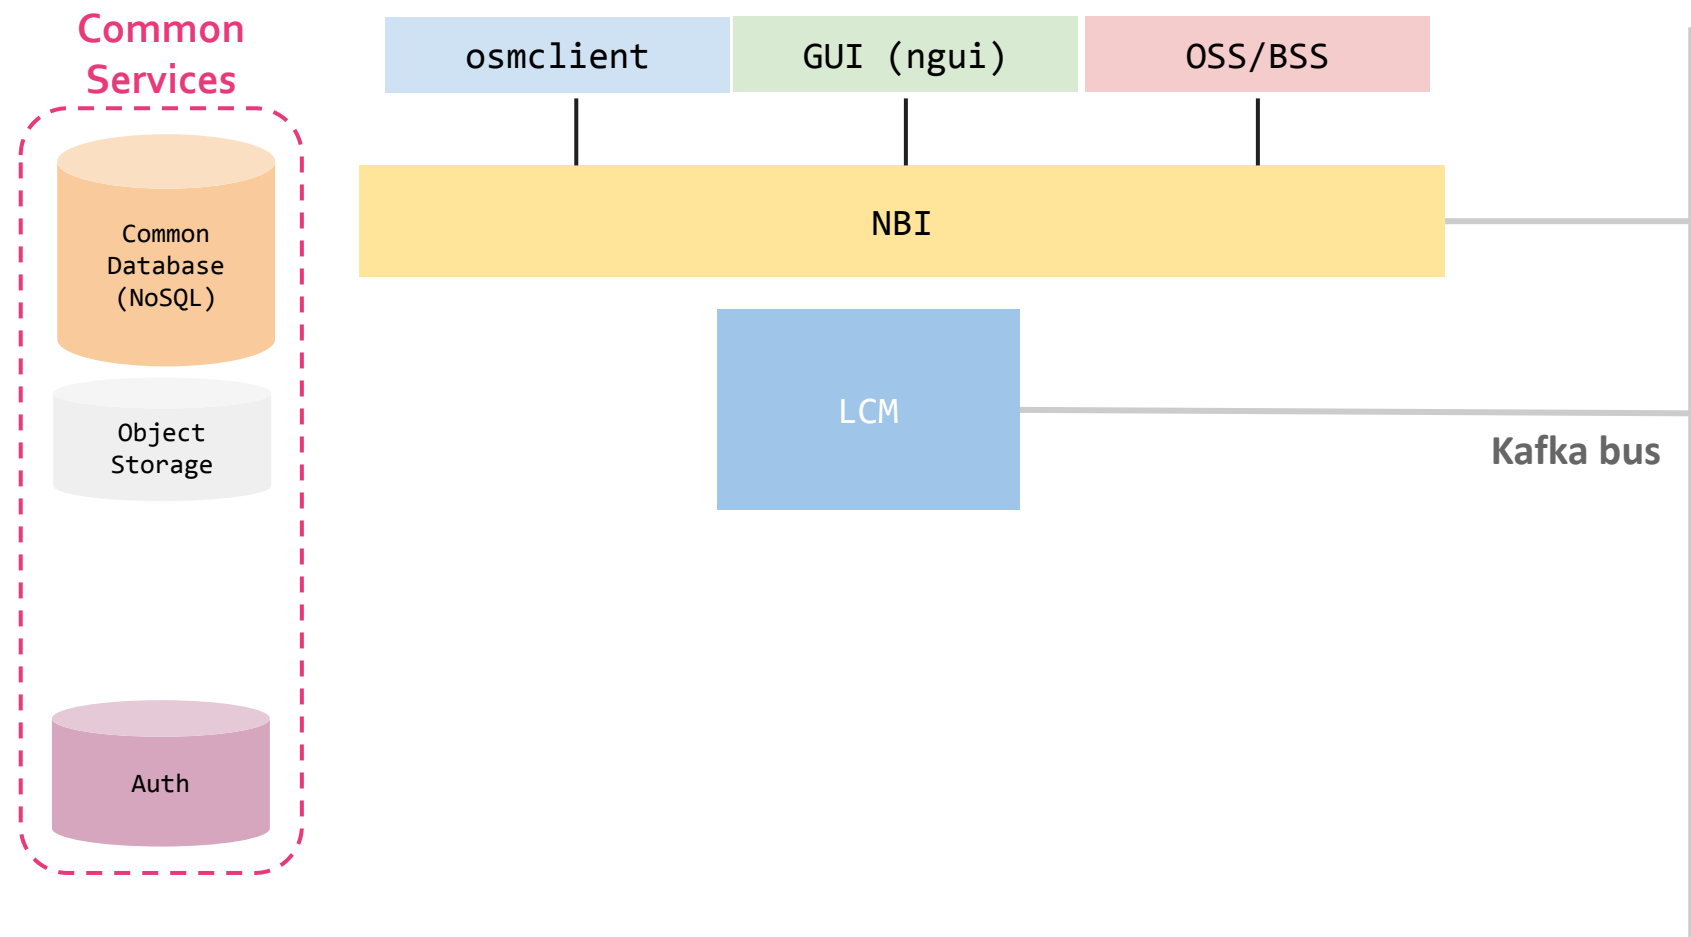 Common
Services
osmclient
GUI (ngui)
OSS/BSS
Common
Database
(NoSQL)
NBI
Object
Storage
LCM
Kafka bus
Auth